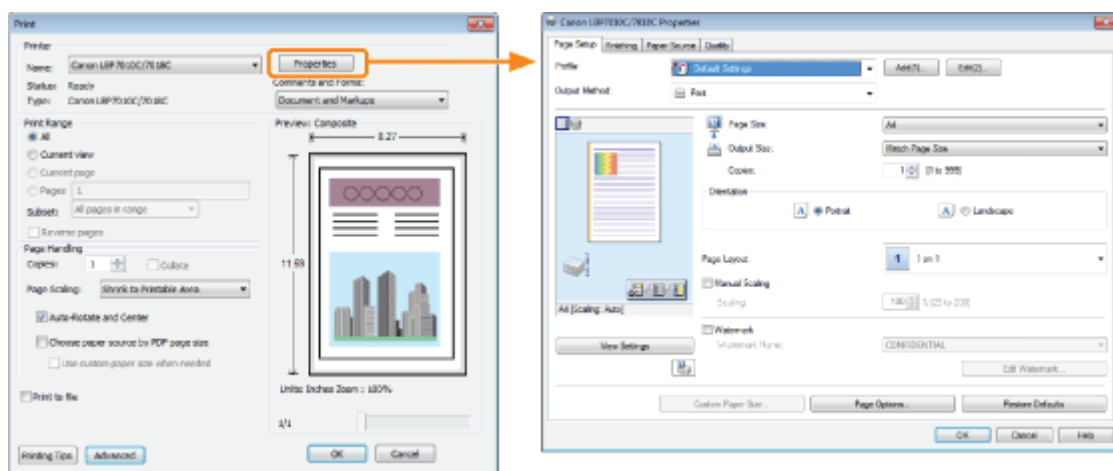 Print
Printer
Name: Canon LBP7010C/7018C
Properties
Status: Ready
Comments and Forms:
Type: Canon LBP7010C/7018C
Document and Markups
Print Range
All
Current view
Current page
Pages 1
Subset: All pages in range
Reverse pages
Page Handling
Copies: 1 Collate
Page Scaling: Shrink to Printable Area
Auto-Rotate and Center
Choose paper source by PDF page size
Use custom paper size when needed
Print to file
Preview: Composite
8.27
11.69
Units: Inches Zoom : 100%
1/1
Printing Tips Advanced OK Cancel
Canon LBP7010C/7018C Properties
Page Setup Finishing Paper Source Quality
Profile: Default Settings Add(1)... Edit(2)...
Output Method: Print
Page Size: A4
Output Size: Match Page Size
Copies: 1 [1 to 999]
Orientation
A Portrait A Landscape
Page Layout: 1 1 on 1
Manual Scaling
Scaling: 100 % [25 to 200]
A4 [Scaling: Auto]
Watermark
View Settings
Watermark Name: CONFIDENTIAL
Edit Watermark...
Custom Paper Size... Page Options... Restore Defaults
OK Cancel Help